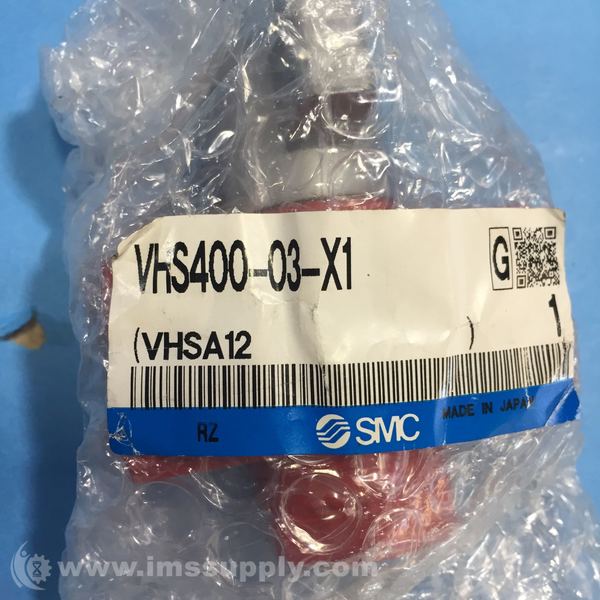 VHS400-03-X1
G
(VHSA12 )
1
RZ
SMC
MADE IN JAPAN
www.imssupply.com